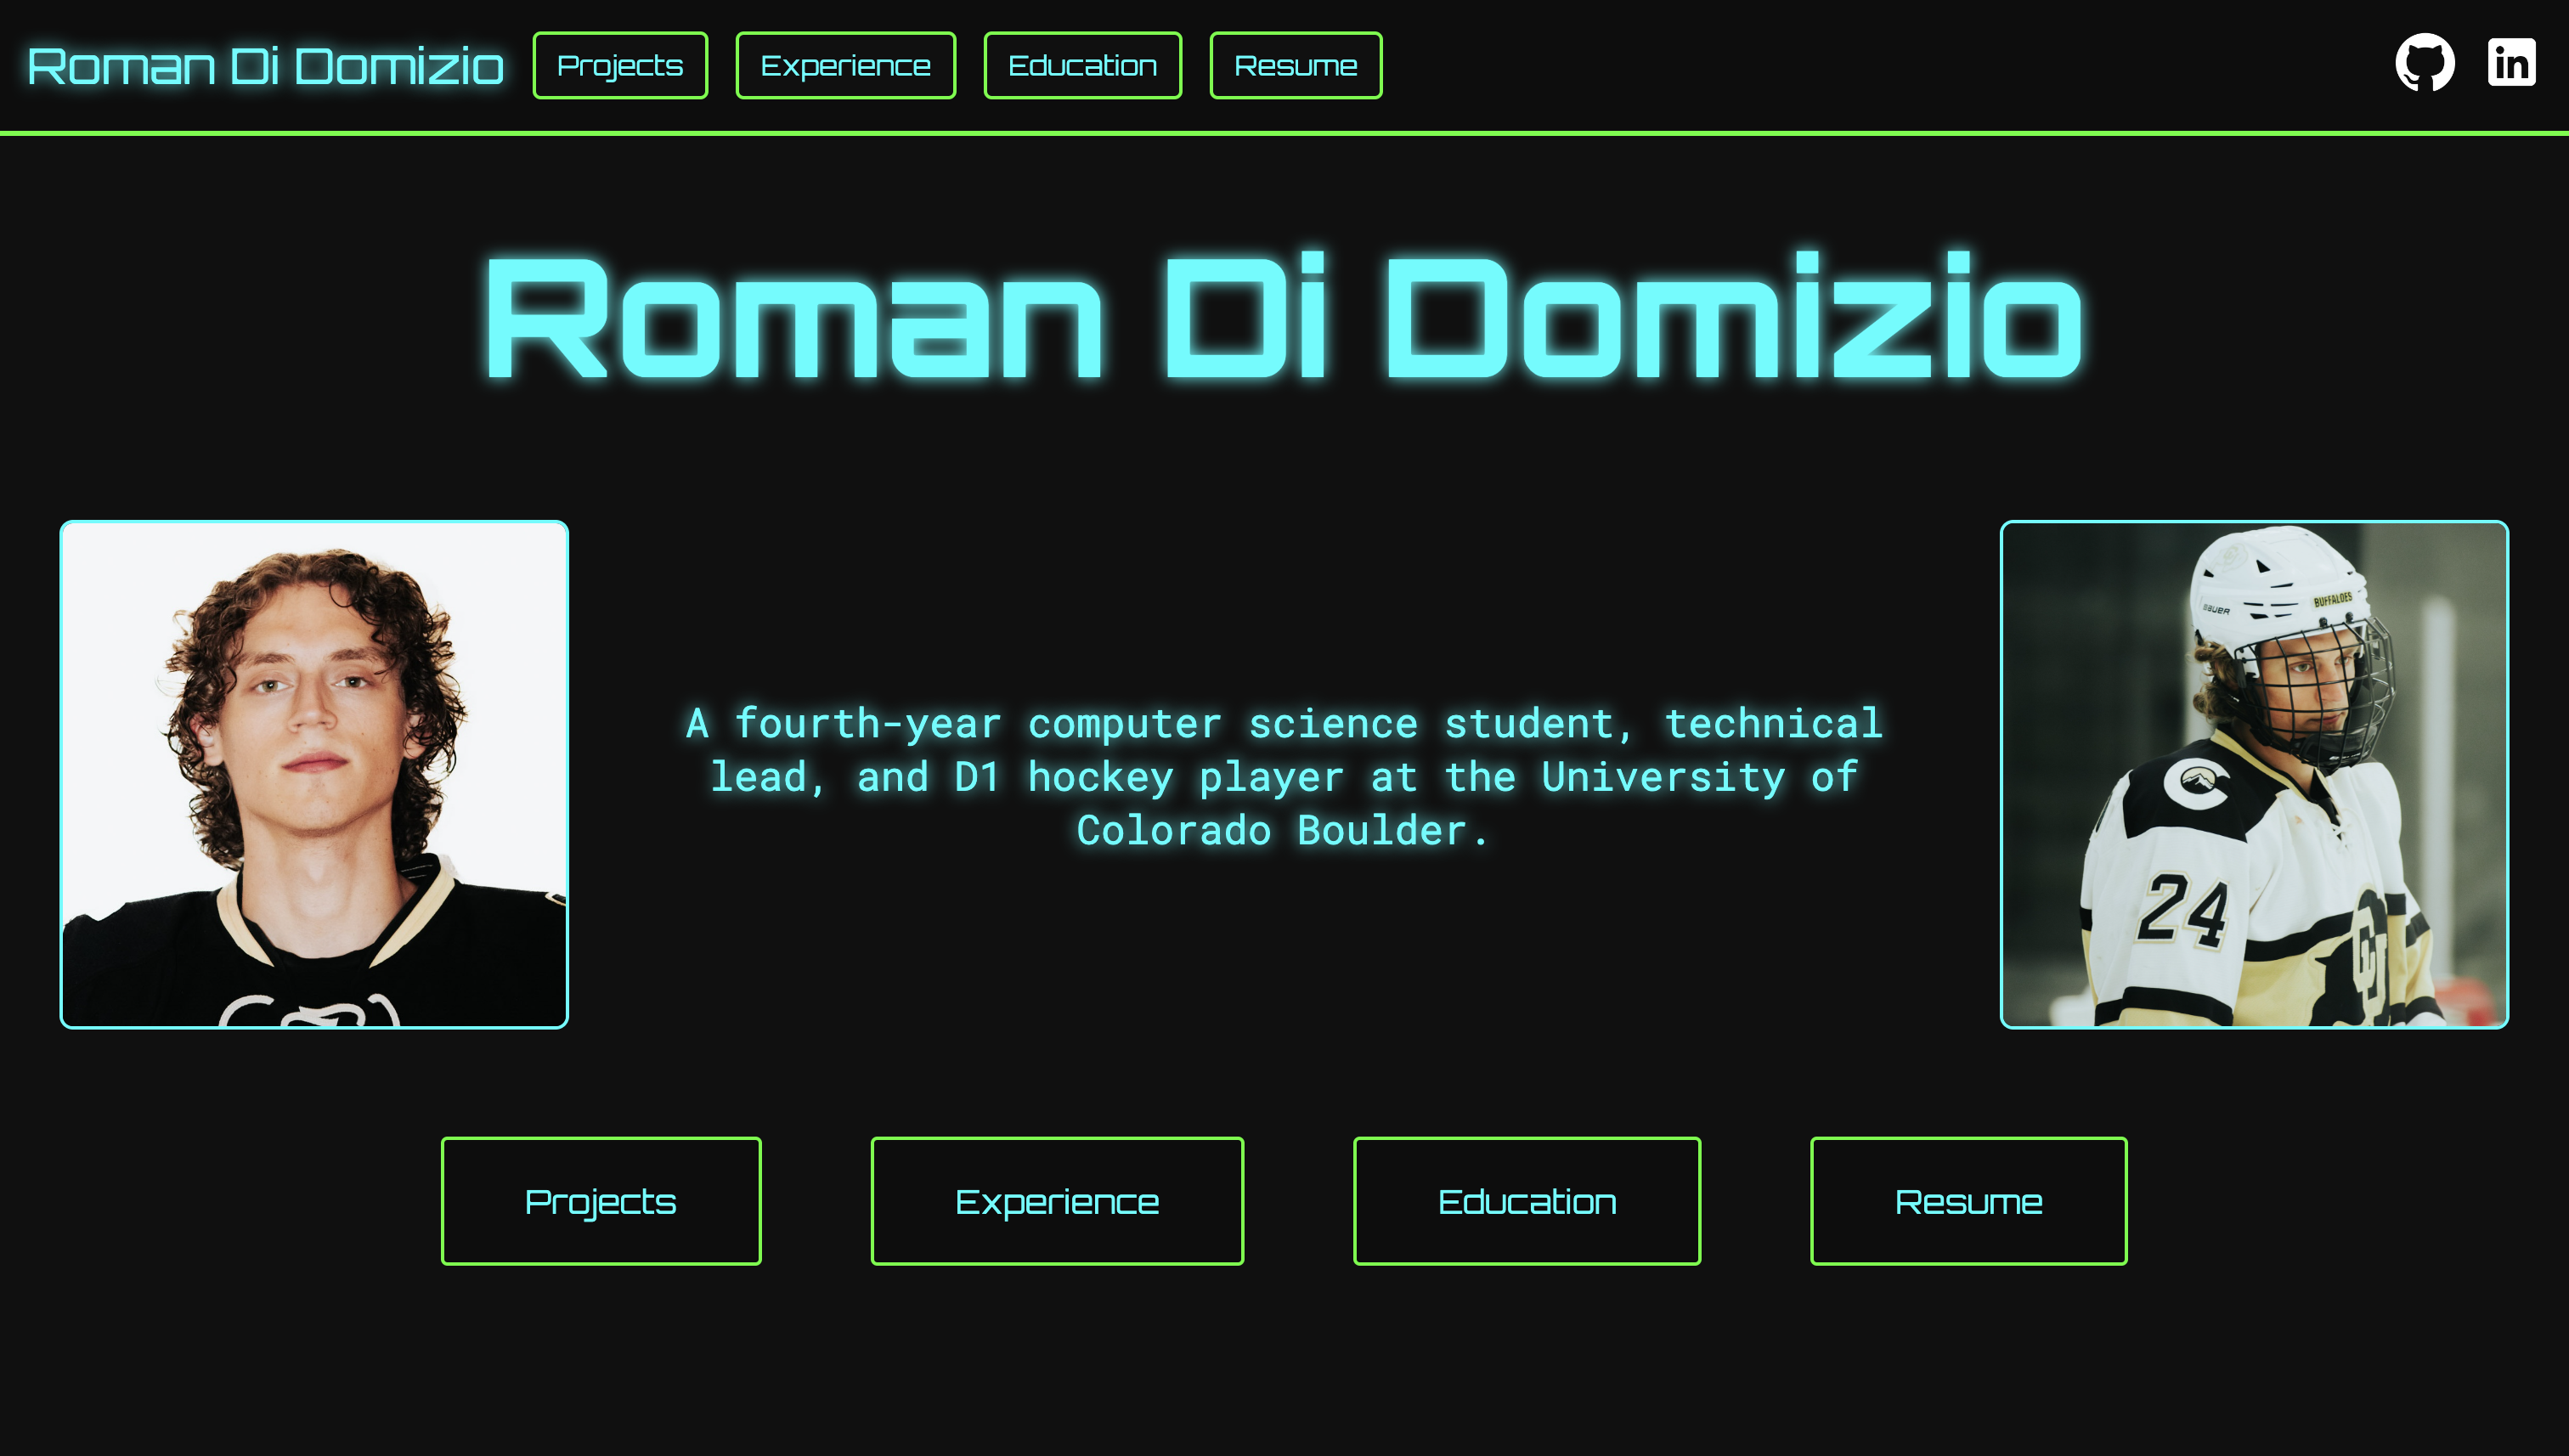 Roman Di Domizio
Projects
Experience
Education
Resume
in
Roman Di Domizio
BAUER
BUFFALOES
A fourth-year computer science student, technical
lead, and D1 hockey player at the University of
Colorado Boulder.
C
24
CU
Projects
Experience
Education
Resume